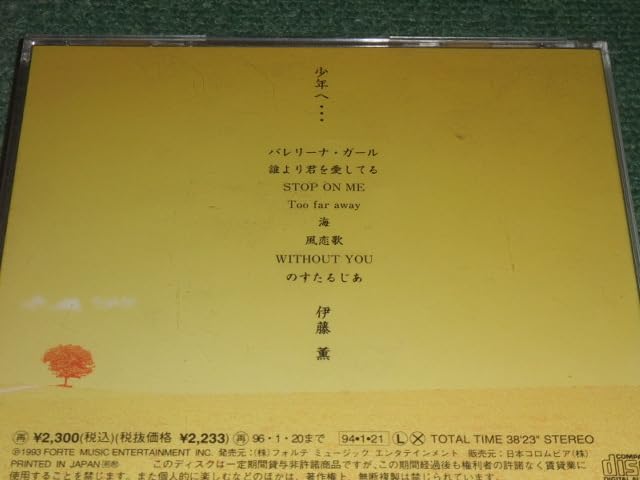 少年へ・・・
バレリーナ・ガール
誰より君を愛してる
STOP ON ME
Too far away
海
風恋歌
WITHOUT YOU
のすたるじあ
伊藤 薫
再 ¥2,300(税込)(税抜価格 ¥2,233) 再 96・1・20まで 94・1・21 L X TOTAL TIME 38'23" STEREO
Ⓟ1993 FORTE MUSIC ENTERTAINMENT INC. 発売元:(株)フォルテ ミュージック エンタテインメント 販売元:日本コロムビア(株)
PRINTED IN JAPAN このディスクは一定期間貸与非許諾商品ですが、この期間経過後も権利者の許諾なく賃貸業に
使用することを禁じます。また個人的に楽しむなどのほかは、著作権法上、無断複製は禁じられています。
COMPA
DIGITAL A